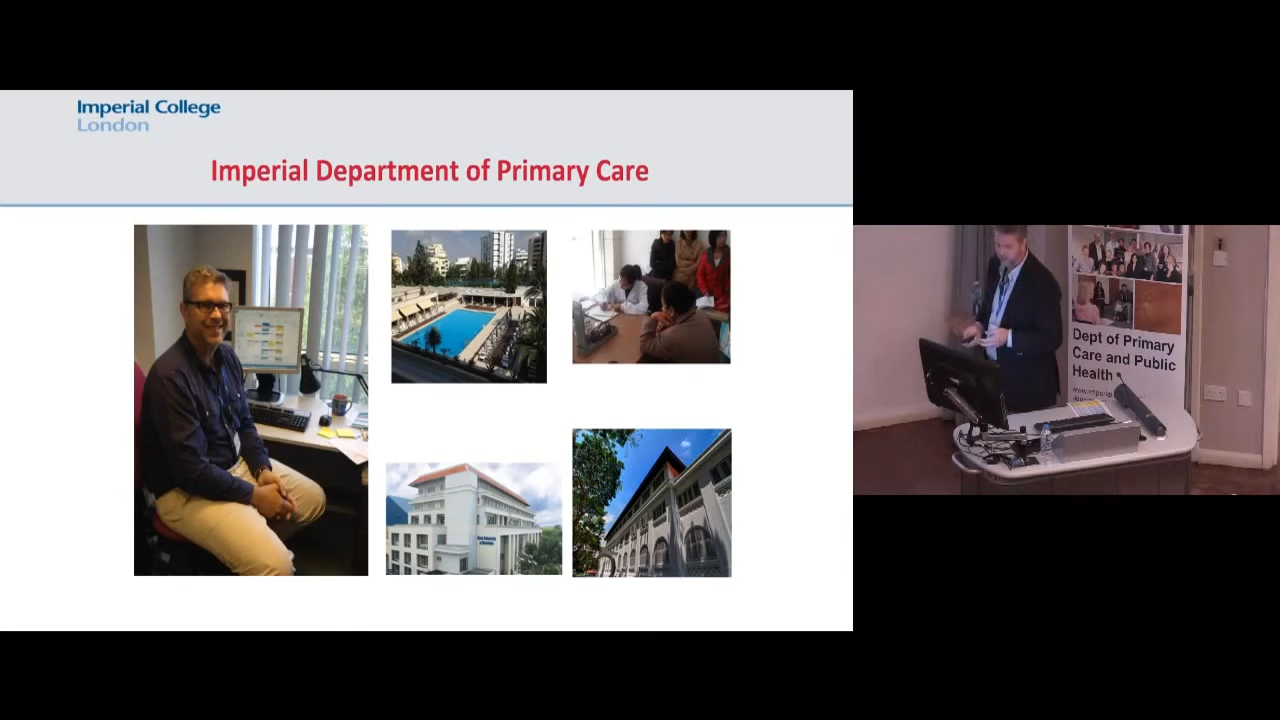 Imperial College
London
Imperial Department of Primary Care
Dept of Primary
Care and Public
Health